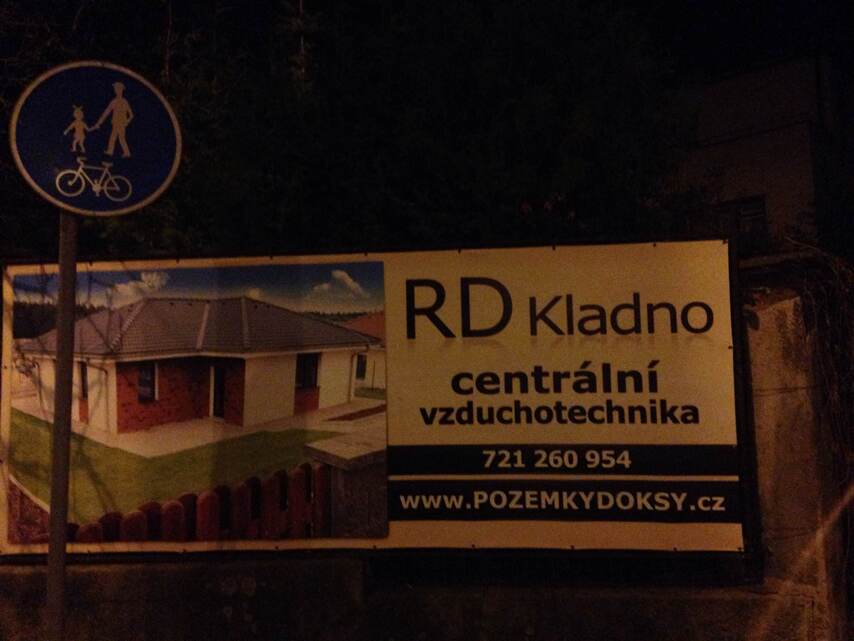 RD Kladno
centrální
vzduchotechnika
721 260 954
www.POZEMKYDOKSY.cz